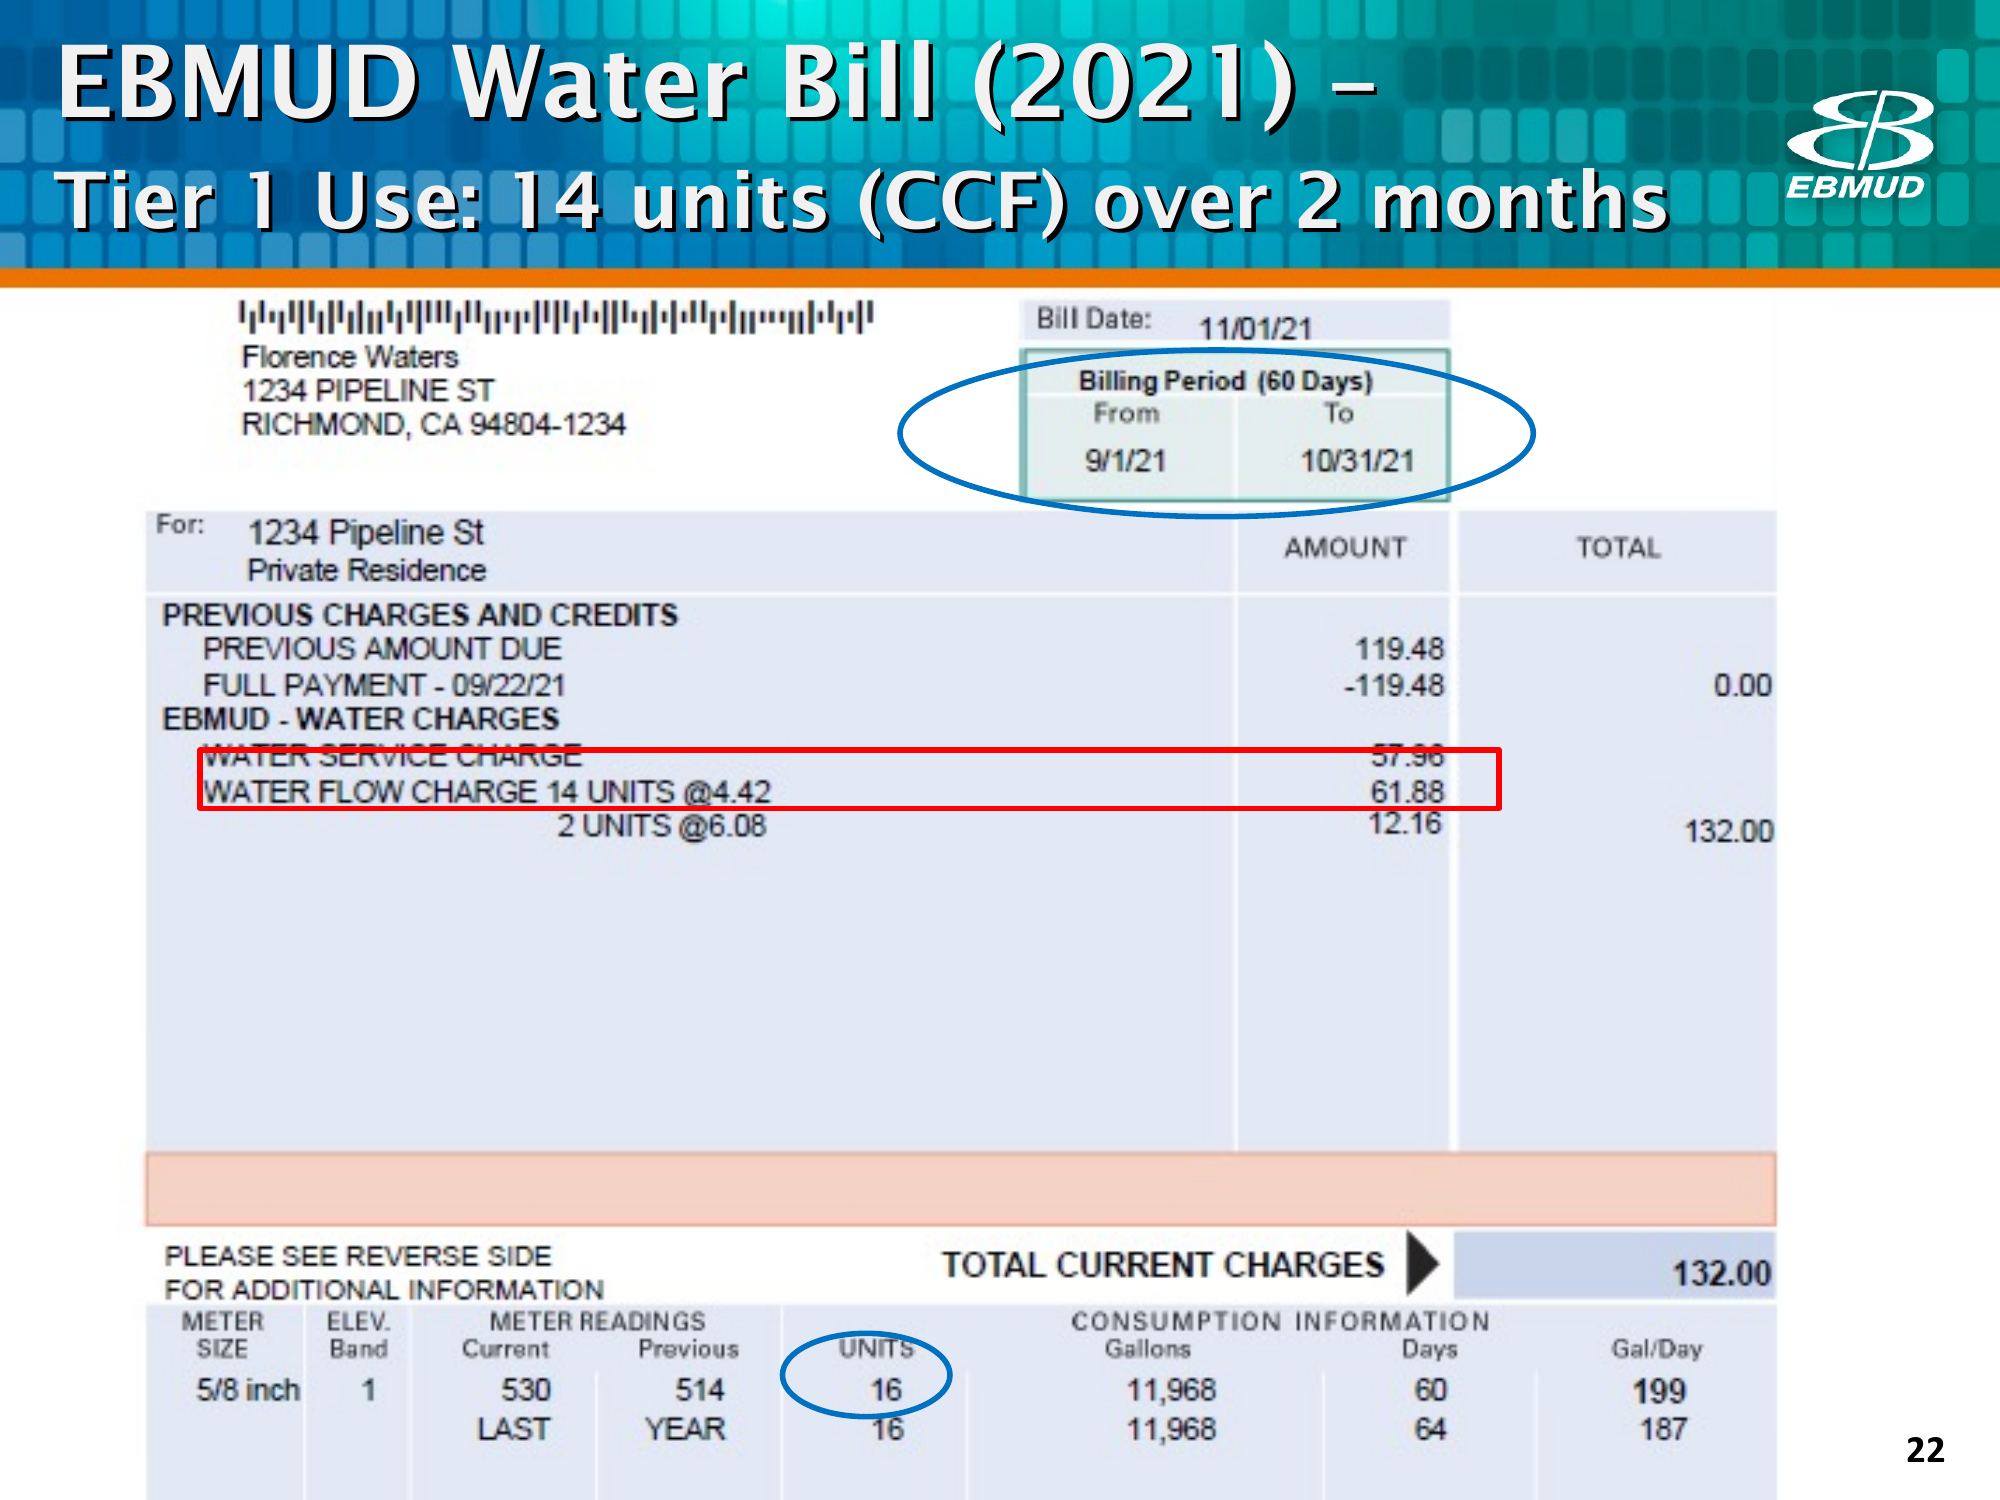 EBMUD Water Bill (2021) –
Tier 1 Use: 14 units (CCF) over 2 months
EBMUD
Bill Date: 11/01/21
Florence Waters
1234 PIPELINE ST
RICHMOND, CA 94804-1234
Billing Period (60 Days)
From To
9/1/21 10/31/21
For: 1234 Pipeline St
Private Residence
AMOUNT TOTAL
PREVIOUS CHARGES AND CREDITS
PREVIOUS AMOUNT DUE 119.48
FULL PAYMENT - 09/22/21 -119.48 0.00
EBMUD - WATER CHARGES
WATER SERVICE CHARGE 57.96
WATER FLOW CHARGE 14 UNITS @4.42 61.88
2 UNITS @6.08 12.16 132.00
PLEASE SEE REVERSE SIDE
FOR ADDITIONAL INFORMATION
TOTAL CURRENT CHARGES 132.00
METER SIZE ELEV. Band METER READINGS CONSUMPTION INFORMATION
Current Previous UNITS Gallons Days Gal/Day
5/8 inch 1 530 514 16 11,968 60 199
LAST YEAR 16 11,968 64 187
22